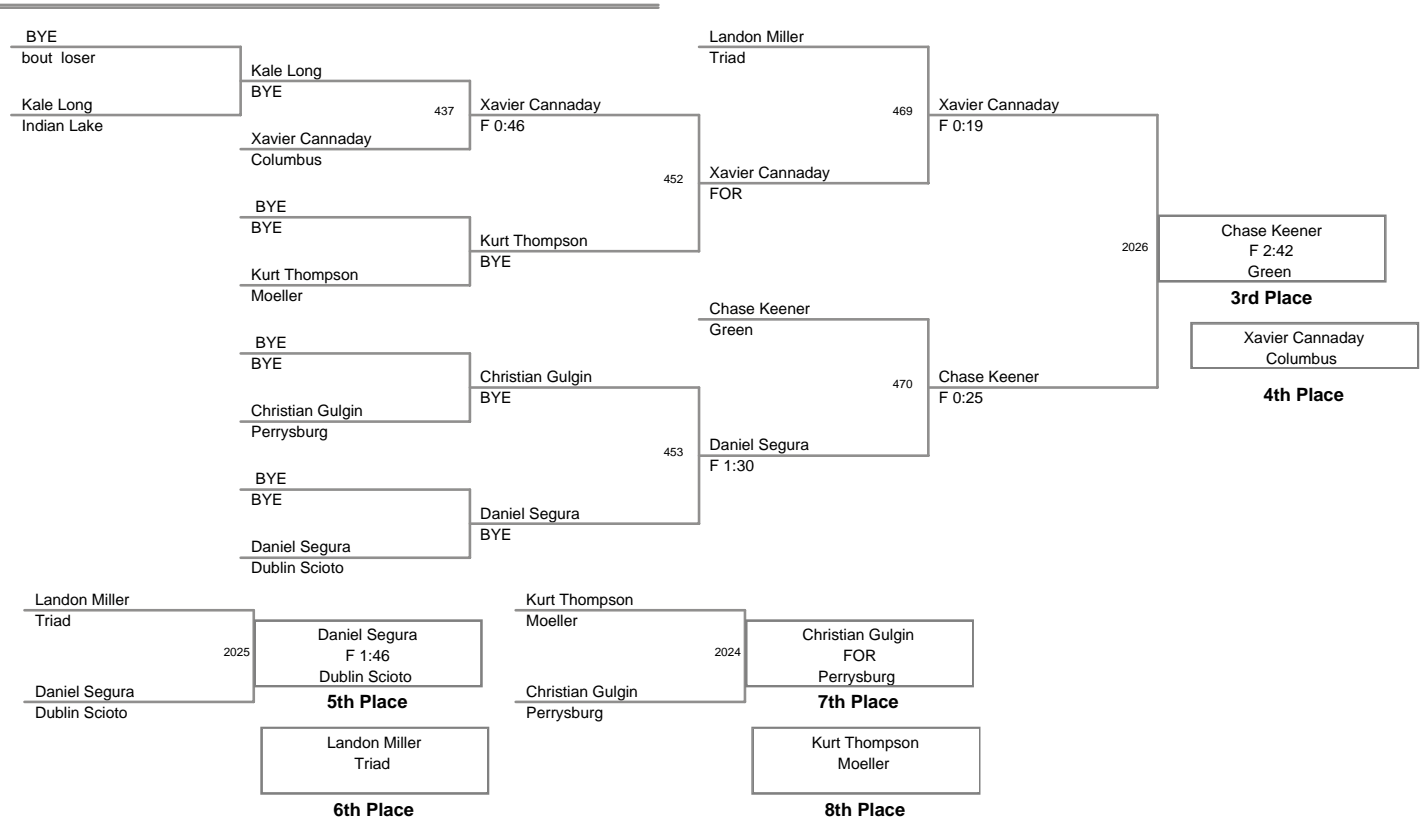 BYE
bout loser
Kale Long
Indian Lake
Kale Long
BYE
437
Xavier Cannaday
Columbus
BYE
BYE
Kurt Thompson
Moeller
BYE
BYE
Christian Gulgin
Perrysburg
BYE
BYE
Daniel Segura
Dublin Scioto
Xavier Cannaday
F 0:46
452
Kurt Thompson
BYE
Christian Gulgin
BYE
453
Daniel Segura
BYE
Landon Miller
Triad
469
Xavier Cannaday
FOR
Chase Keener
Green
470
Daniel Segura
F 1:30
Xavier Cannaday
F 0:19
2026
Chase Keener
F 0:25
Chase Keener
F 2:42
Green
3rd Place
Xavier Cannaday
Columbus
4th Place
Landon Miller
Triad
2025
Daniel Segura
Dublin Scioto
Daniel Segura
F 1:46
Dublin Scioto
5th Place
Landon Miller
Triad
6th Place
Kurt Thompson
Moeller
2024
Christian Gulgin
Perrysburg
Christian Gulgin
FOR
Perrysburg
7th Place
Kurt Thompson
Moeller
8th Place